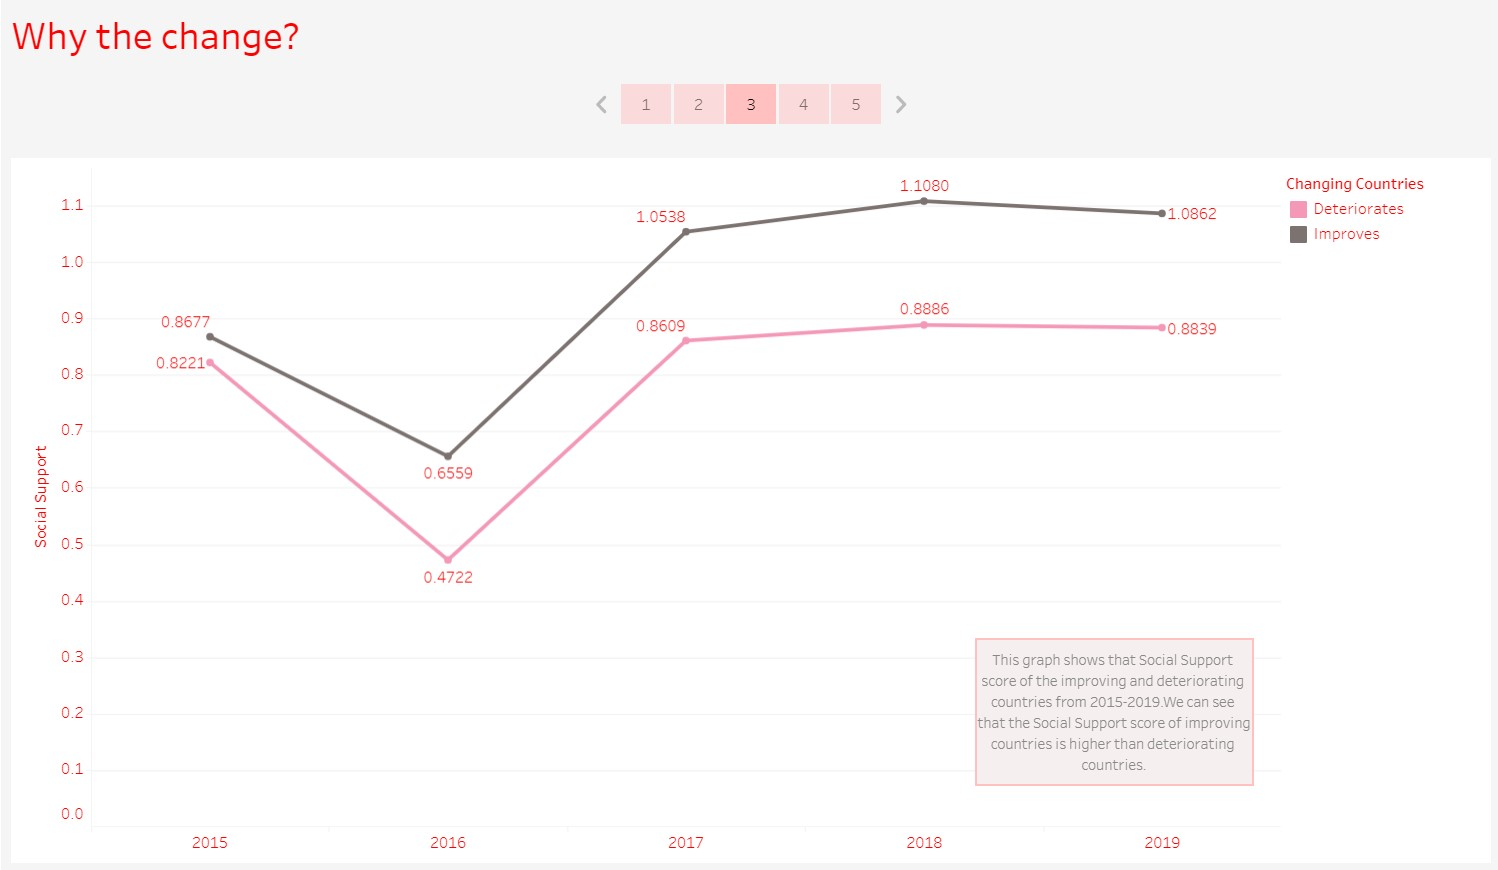 Why the change?
1 2 3 4 5
Changing Countries
Deteriorates
Improves
Social Support
1.1
1.0
0.9
0.8
0.7
0.6
0.5
0.4
0.3
0.2
0.1
0.0
0.8677
0.6559
1.0538
1.1080
1.0862
0.8221
0.4722
0.8609
0.8886
0.8839
This graph shows that Social Support
score of the improving and deteriorating
countries from 2015-2019.We can see
that the Social Support score of improving
countries is higher than deteriorating
countries.
2015 2016 2017 2018 2019